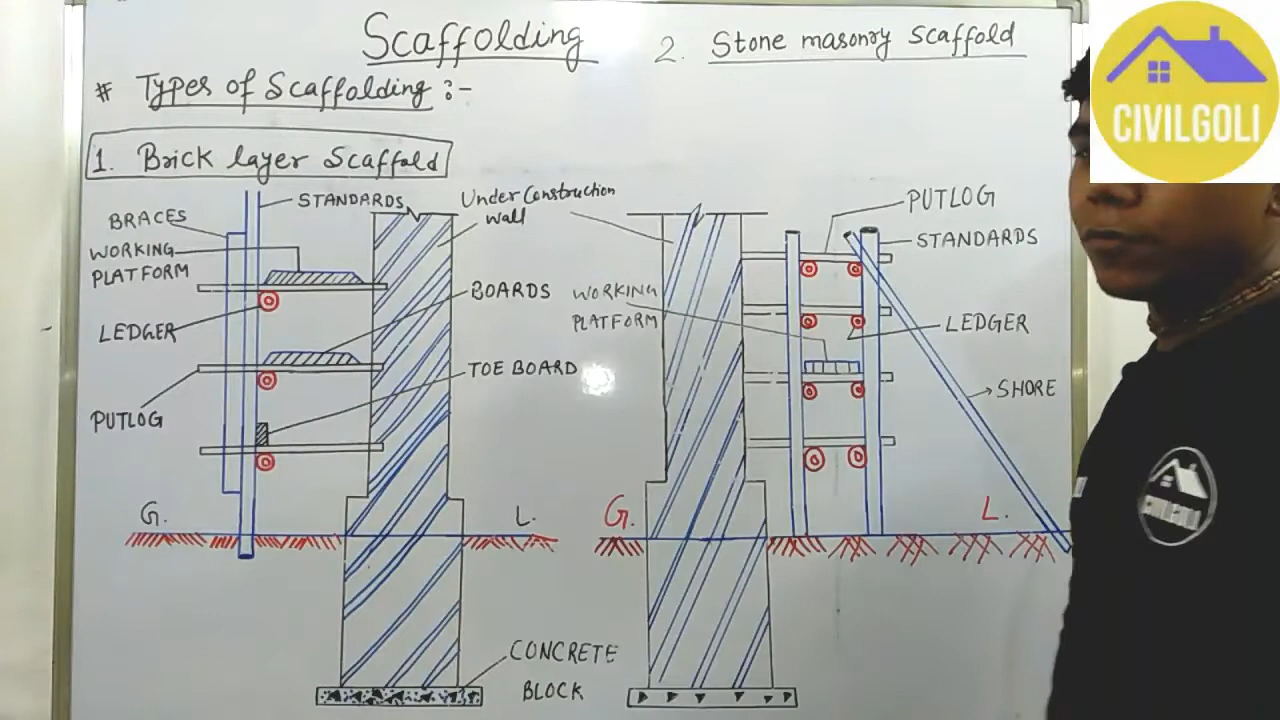 Scaffolding
2. Stone masonry scaffold
# Types of Scaffolding :-
1. Brick layer Scaffold
STANDARDS
Under Construction
Wall
BRACES
WORKING
PLATFORM
LEDGER
PUTLOG
BOARDS
TOE BOARD
G.
L.
CONCRETE
BLOCK
PUTLOG
STANDARDS
WORKING
PLATFORM
LEDGER
SHORE
G.
L.
CIVILGOLI